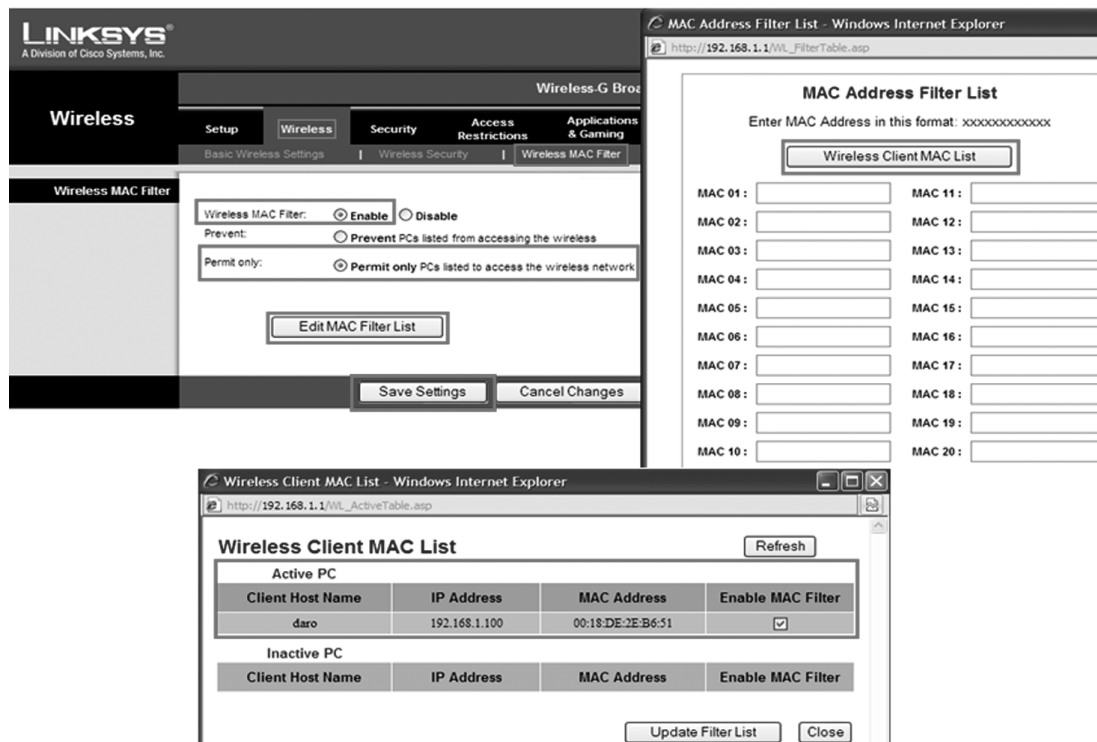 LINKSYS®
A Division of Cisco Systems, Inc.
Wireless-G Broa
Wireless
Setup Wireless Security Access Restrictions Applications & Gaming
Basic Wireless Settings | Wireless Security | Wireless MAC Filter
Wireless MAC Filter
Wireless MAC Filter: Enable Disable
Prevent: Prevent PCs listed from accessing the wireless
Permit only: Permit only PCs listed to access the wireless network
Edit MAC Filter List
Save Settings Cancel Changes
MAC Address Filter List - Windows Internet Explorer
http://192.168.1.1/WL_FilterTable.asp
MAC Address Filter List
Enter MAC Address in this format: xxxxxxxxxxxx
Wireless Client MAC List
MAC 01 : MAC 11 :
MAC 02 : MAC 12 :
MAC 03 : MAC 13 :
MAC 04 : MAC 14 :
MAC 05 : MAC 15 :
MAC 06 : MAC 16 :
MAC 07 : MAC 17 :
MAC 08 : MAC 18 :
MAC 09 : MAC 19 :
MAC 10 : MAC 20 :
Wireless Client MAC List - Windows Internet Explorer
http://192.168.1.1/WL_ActiveTable.asp
Wireless Client MAC List Refresh
Active PC
Client Host Name IP Address MAC Address Enable MAC Filter
daro 192.168.1.100 00:18:DE:2E:B6:51
Inactive PC
Client Host Name IP Address MAC Address Enable MAC Filter
Update Filter List Close